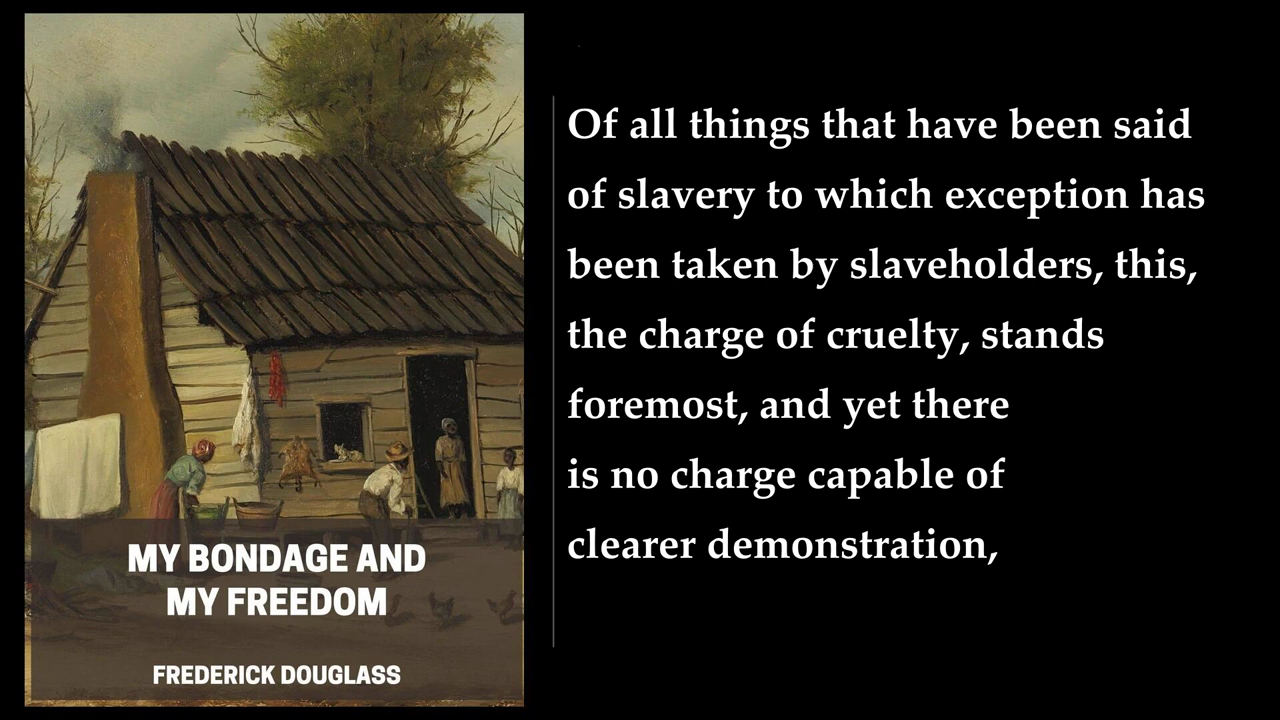 MY BONDAGE AND
MY FREEDOM
FREDERICK DOUGLASS
Of all things that have been said
of slavery to which exception has
been taken by slaveholders, this,
the charge of cruelty, stands
foremost, and yet there
is no charge capable of
clearer demonstration,